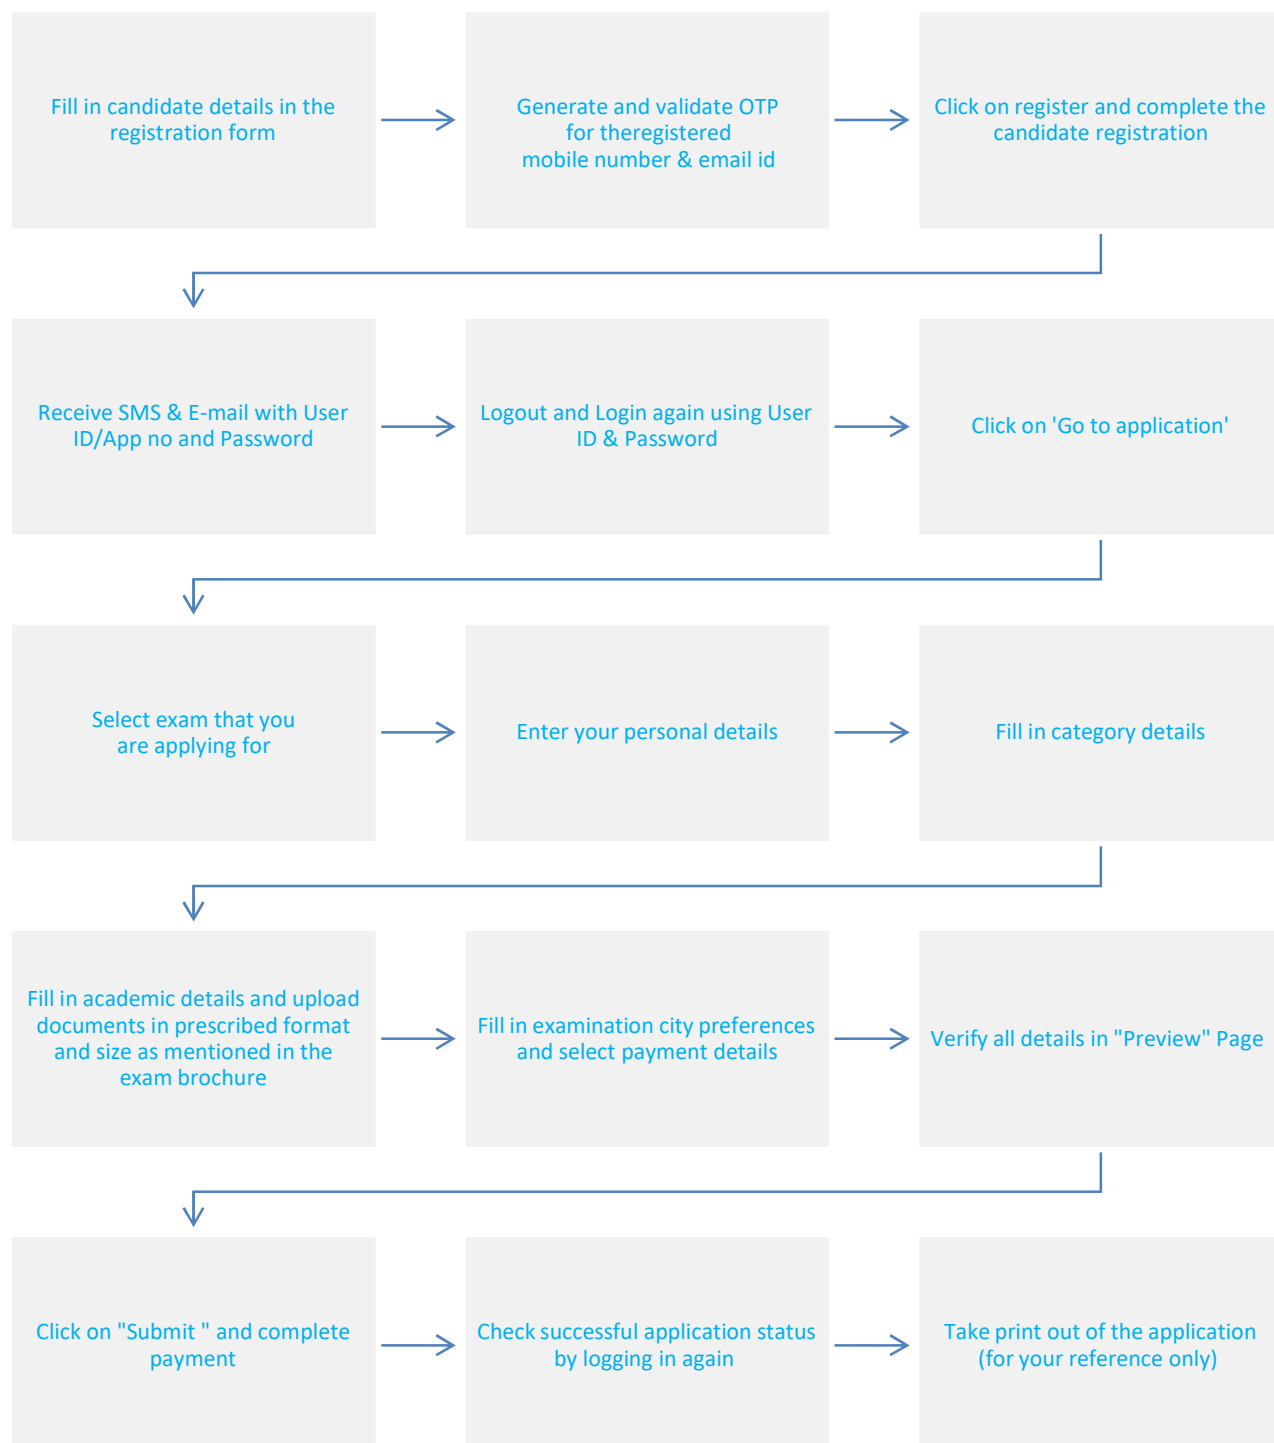 Fill in candidate details in the
registration form
Generate and validate OTP
for theregistered
mobile number & email id
Click on register and complete the
candidate registration
Receive SMS & E-mail with User
ID/App no and Password
Logout and Login again using User
ID & Password
Click on 'Go to application'
Select exam that you
are applying for
Enter your personal details
Fill in category details
Fill in academic details and upload
documents in prescribed format
and size as mentioned in the
exam brochure
Fill in examination city preferences
and select payment details
Verify all details in "Preview" Page
Click on "Submit " and complete
payment
Check successful application status
by logging in again
Take print out of the application
(for your reference only)